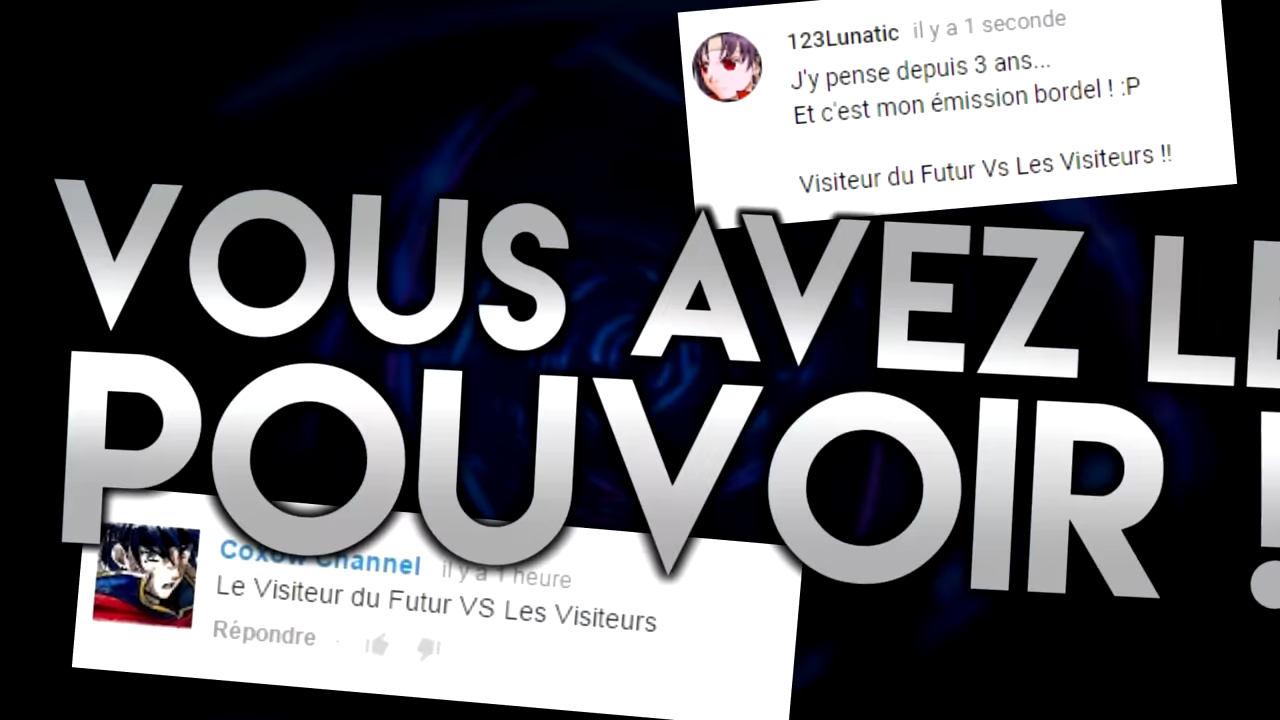 123Lunatic il y a 1 seconde
J'y pense depuis 3 ans...
Et c'est mon émission bordel ! :P
Visiteur du Futur Vs Les Visiteurs !!
VOUS AVEZ LE
POUVOIR !
Coxow Channel il y a 1 heure
Le Visiteur du Futur VS Les Visiteurs
Répondre ·